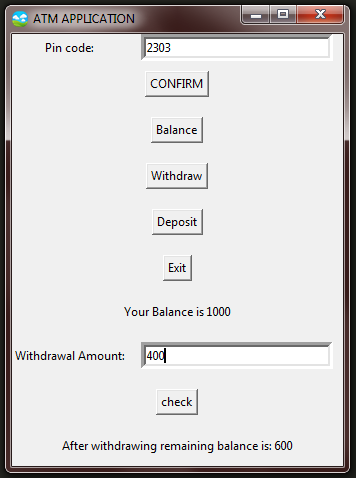 ATM APPLICATION
Pin code: 2303
CONFIRM
Balance
Withdraw
Deposit
Exit
Your Balance is 1000
Withdrawal Amount: 400
check
After withdrawing remaining balance is: 600